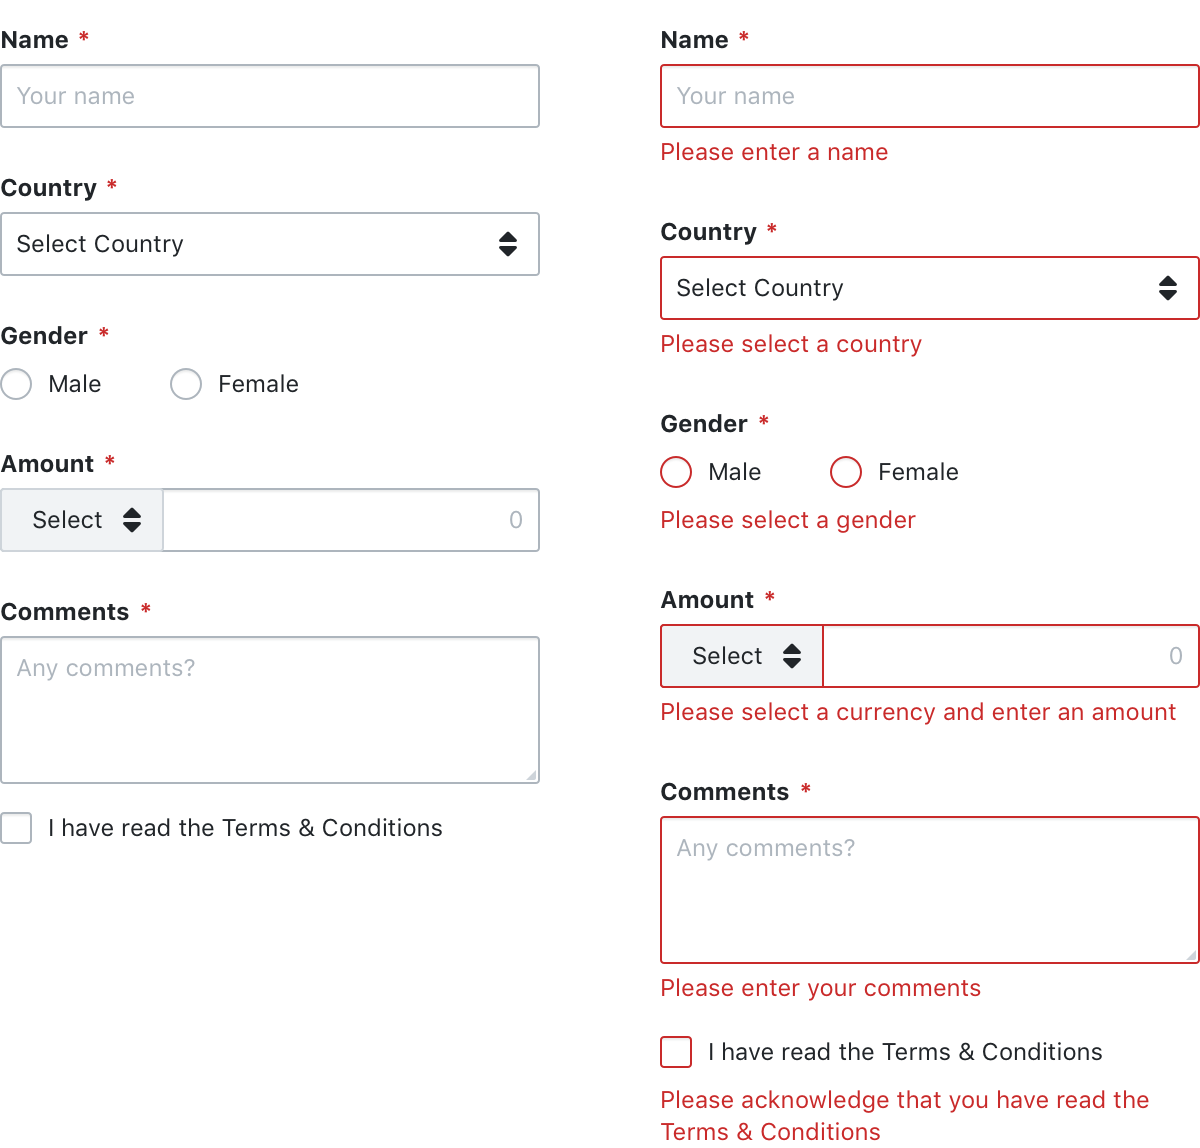 Name *
Your name
Country *
Select Country
Gender *
Male Female
Amount *
Select 0
Comments *
Any comments?
I have read the Terms & Conditions
Name *
Your name
Please enter a name
Country *
Select Country
Please select a country
Gender *
Male Female
Please select a gender
Amount *
Select 0
Please select a currency and enter an amount
Comments *
Any comments?
Please enter your comments
I have read the Terms & Conditions
Please acknowledge that you have read the
Terms & Conditions